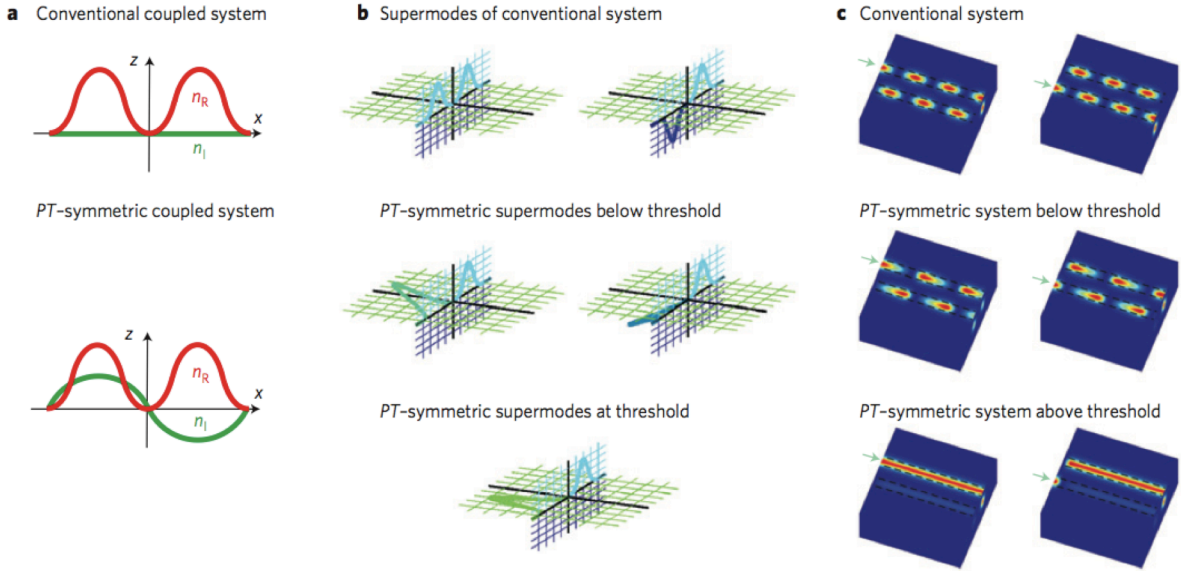 a Conventional coupled system
z
n_R
x
n_I
PT-symmetric coupled system
z
n_R
x
n_I
b Supermodes of conventional system
PT-symmetric supermodes below threshold
PT-symmetric supermodes at threshold
c Conventional system
PT-symmetric system below threshold
PT-symmetric system above threshold